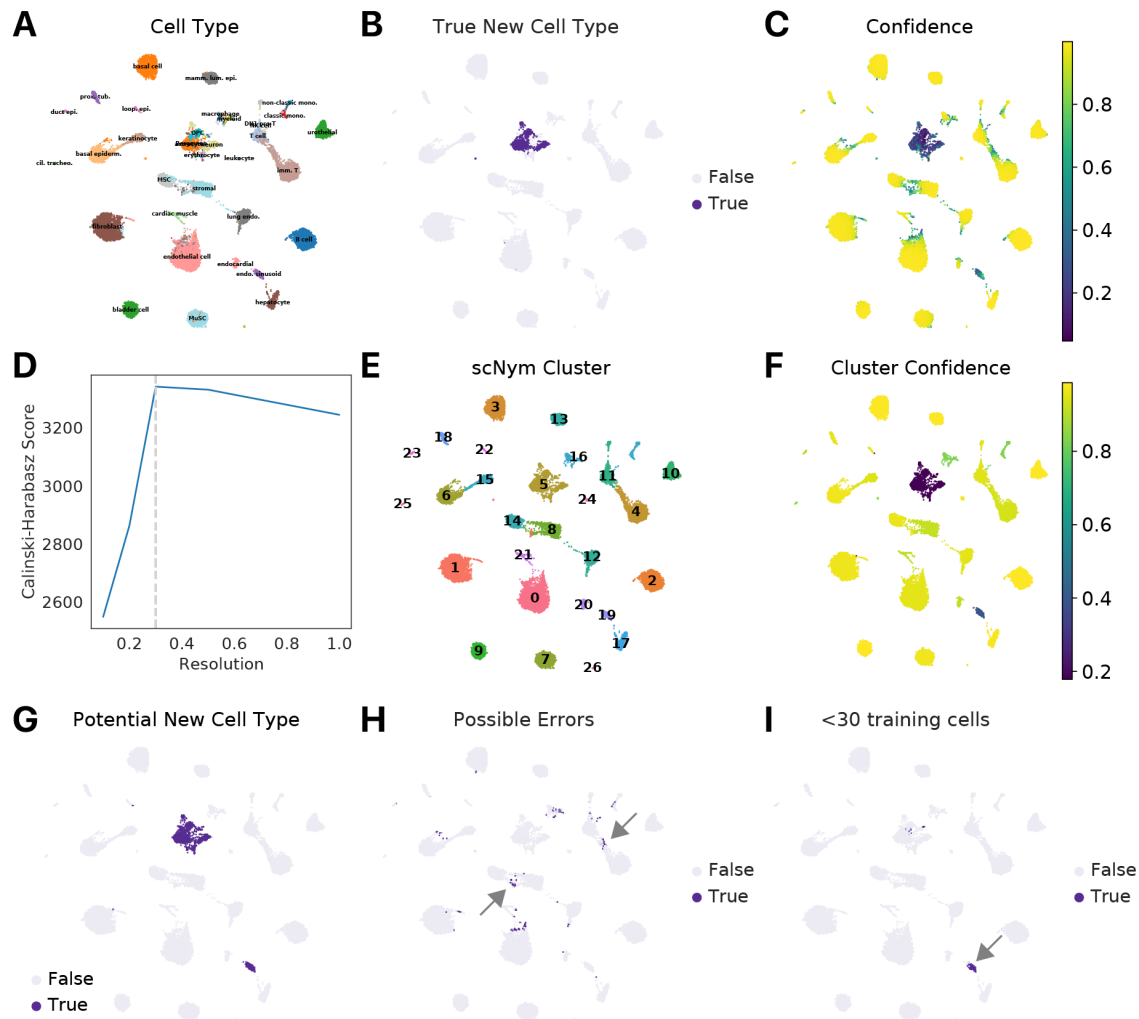 A
Cell Type
B
True New Cell Type
C
Confidence
basal cell
mamm. lum. epi.
prox. tub.
duct epi.
loop. epi.
macrophage
myeloid
non-classic mono.
classic mono.
T cell
urothelial
keratinocyte
OPC
neuron
erythrocyte
leukocyte
basal epiderm.
cil. tracheo.
imm. T
MSC
stromal
cardiac muscle
lung endo.
fibroblast
B cell
endothelial cell
endocardial
endo. sinusoid
hepatocyte
bladder cell
MuSC
False
True
0.8
0.6
0.4
0.2
D
Calinski-Harabasz Score
3200
3000
2800
2600
0.2
0.4
0.6
0.8
1.0
Resolution
E
scNym Cluster
3
13
18
22
23
16
15
5
11
10
6
24
25
4
14
8
21
12
1
2
0
20
19
17
9
7
26
F
Cluster Confidence
0.8
0.6
0.4
0.2
G
Potential New Cell Type
False
True
H
Possible Errors
False
True
I
<30 training cells
False
True